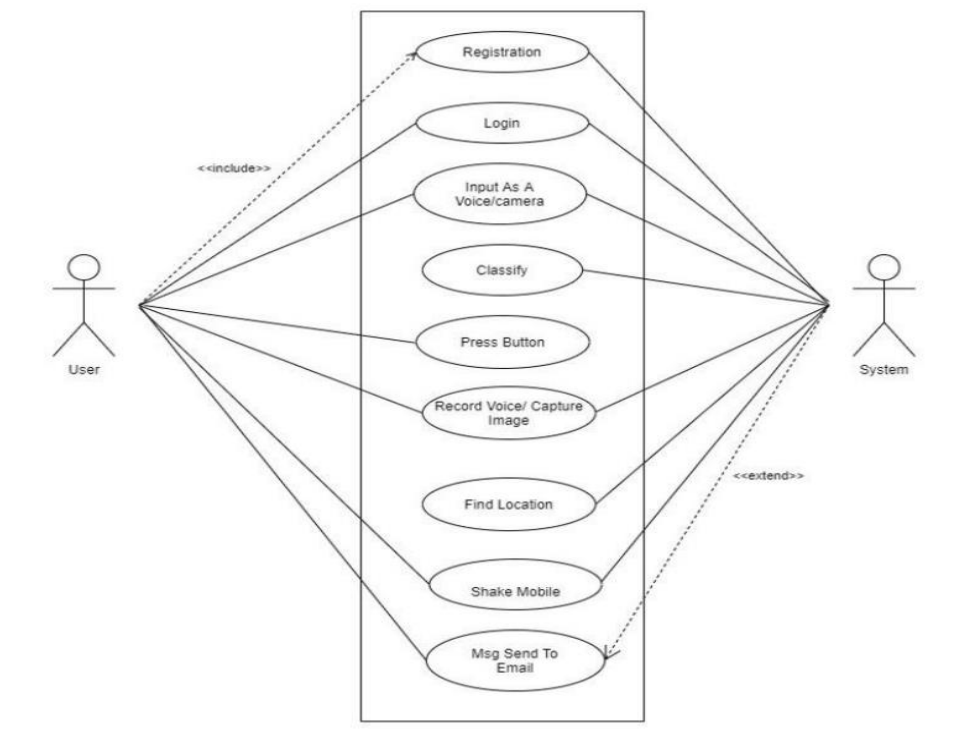 Registration
Login
<<include>>
Input As A
Voice/camera
Classify
Press Button
User
System
Record Voice/ Capture
Image
<<extend>>
Find Location
Shake Mobile
Msg Send To
Email